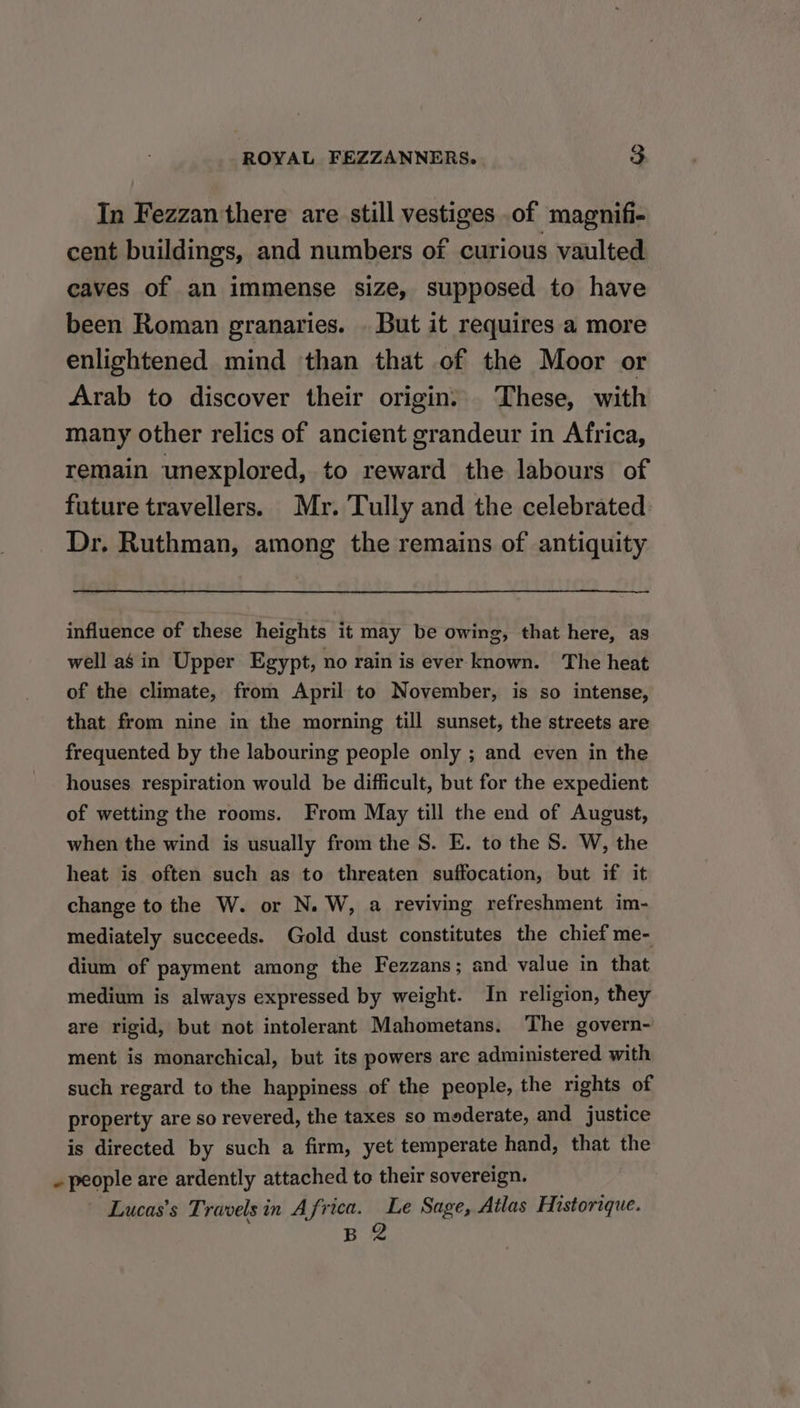 ROYAL FEZZANNERS. 3
In Fezzan there are still vestiges of magnifi-
cent buildings, and numbers of curious vaulted
caves of an immense size, supposed to have
been Roman granaries. But it requires a more
enlightened mind than that of the Moor or
Arab to discover their origin. These, with
many other relics of ancient grandeur in Africa,
remain unexplored, to reward the labours of
future travellers. Mr. Tully and the celebrated
Dr. Ruthman, among the remains of antiquity
influence of these heights it may be owing, that here, as
well as in Upper Egypt, no rain is ever known. The heat
of the climate, from April to November, is so intense,
that from nine in the morning till sunset, the streets are
frequented by the labouring people only ; and even in the
houses respiration would be difficult, but for the expedient
of wetting the rooms. From May till the end of August,
when the wind is usually from the S. E. to the S. W, the
heat is often such as to threaten suffocation, but if it
change to the W. or N. W, a reviving refreshment im-
mediately succeeds. Gold dust constitutes the chief me-
dium of payment among the Fezzans; and value in that
medium is always expressed by weight. In religion, they
are rigid, but not intolerant Mahometans. The govern-
ment is monarchical, but its powers are administered with
such regard to the happiness of the people, the rights of
property are so revered, the taxes so moderate, and justice
is directed by such a firm, yet temperate hand, that the
people are ardently attached to their sovereign.
Lucas's Travels in Africa. Le Sage, Atlas Historique.
B 2